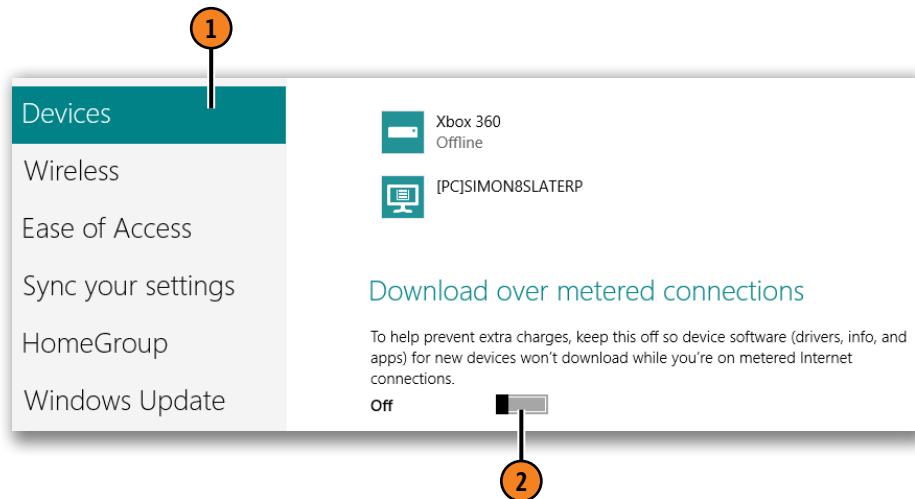 1
Devices
Wireless
Ease of Access
Sync your settings
HomeGroup
Windows Update
Xbox 360
Offline
[PC]SIMON8SLATERP
Download over metered connections
To help prevent extra charges, keep this off so device software (drivers, info, and
apps) for new devices won't download while you're on metered Internet
connections.
Off
2